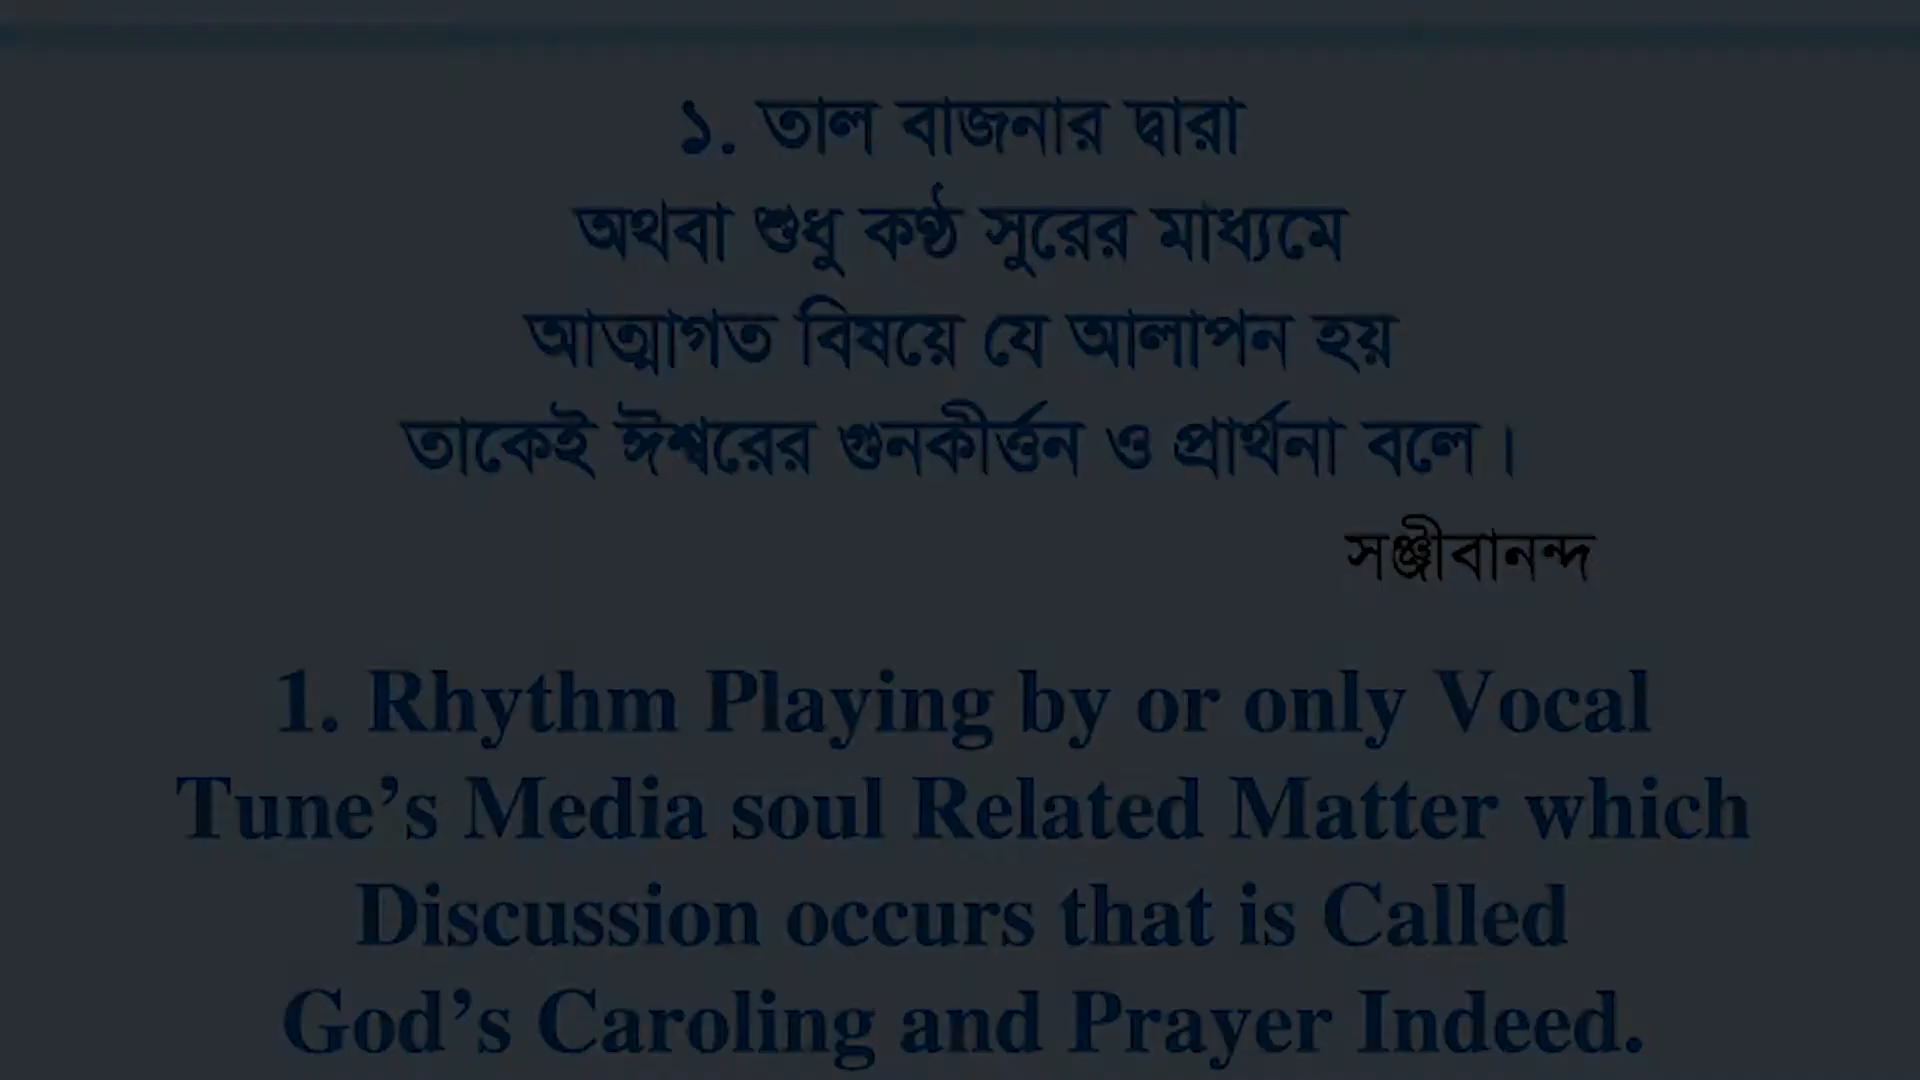 ১. তাল বাজনার দ্বারা
অথবা শুধু কণ্ঠ সুরের মাধ্যমে
আত্মাগত বিষয়ে যে আলাপন হয়
তাকেই ঈশ্বরের গুনকীর্ত্তন ও প্রার্থনা বলে।
সঞ্জীবানন্দ
1. Rhythm Playing by or only Vocal
Tune’s Media soul Related Matter which
Discussion occurs that is Called
God’s Caroling and Prayer Indeed.